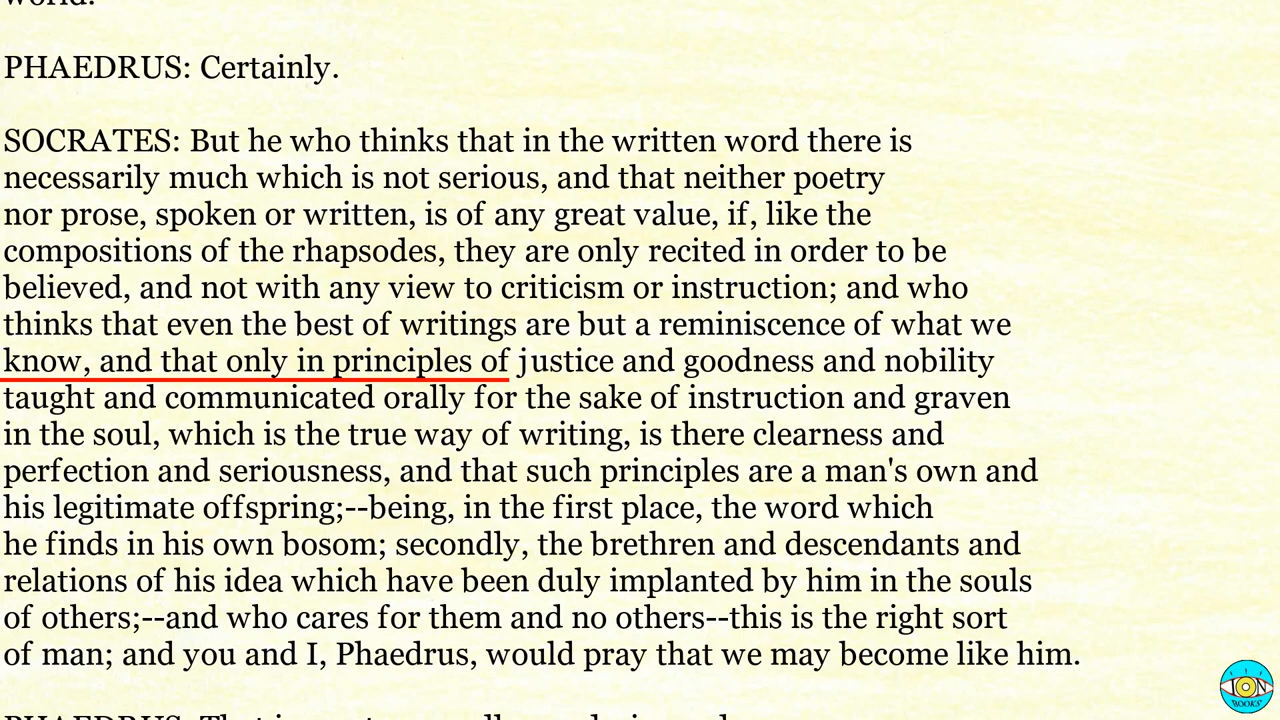 world.
PHAEDRUS: Certainly.
SOCRATES: But he who thinks that in the written word there is
necessarily much which is not serious, and that neither poetry
nor prose, spoken or written, is of any great value, if, like the
compositions of the rhapsodes, they are only recited in order to be
believed, and not with any view to criticism or instruction; and who
thinks that even the best of writings are but a reminiscence of what we
know, and that only in principles of justice and goodness and nobility
taught and communicated orally for the sake of instruction and graven
in the soul, which is the true way of writing, is there clearness and
perfection and seriousness, and that such principles are a man's own and
his legitimate offspring;--being, in the first place, the word which
he finds in his own bosom; secondly, the brethren and descendants and
relations of his idea which have been duly implanted by him in the souls
of others;--and who cares for them and no others--this is the right sort
of man; and you and I, Phaedrus, would pray that we may become like him.
PHAEDRUS: That is
ION
BOOKS